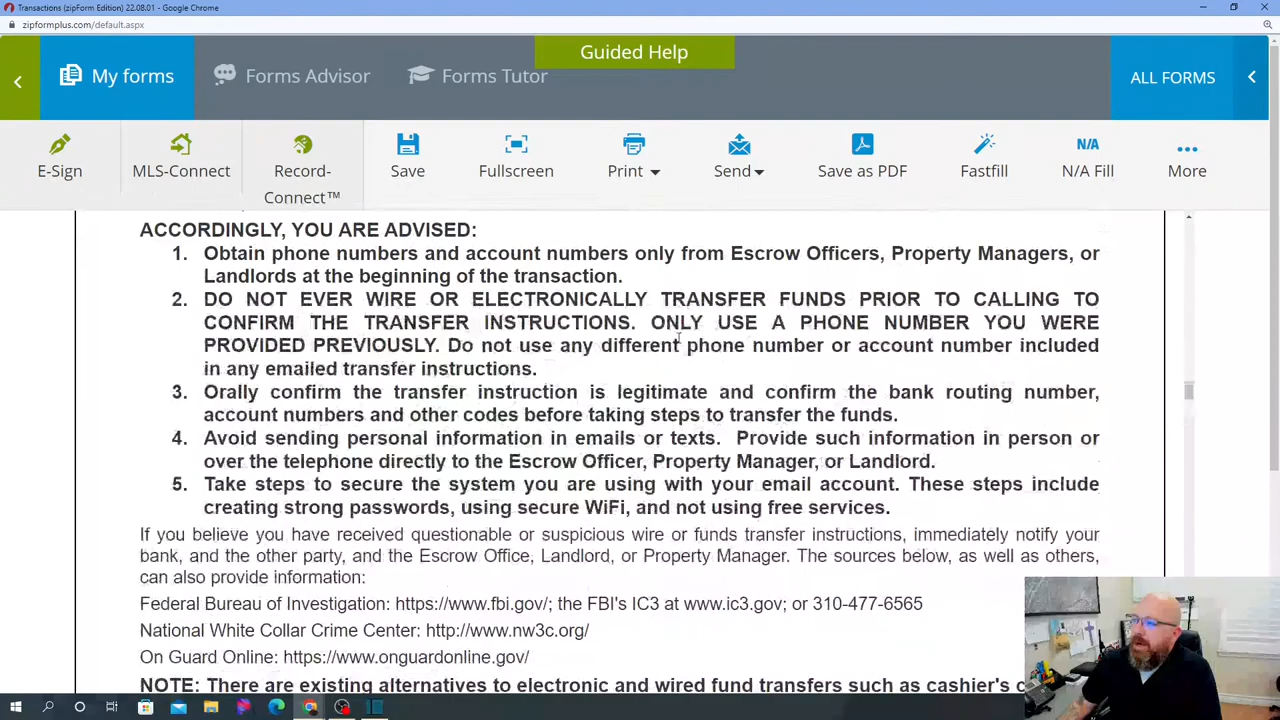 Transactions (zipForm Edition) 22.08.01 - Google Chrome
zipformplus.com/default.aspx
Guided Help
My forms
Forms Advisor
Forms Tutor
ALL FORMS
E-Sign
MLS-Connect
Record-
Connect™
Save
Fullscreen
Print
Send
Save as PDF
Fastfill
N/A
N/A Fill
More
ACCORDINGLY, YOU ARE ADVISED:
1. Obtain phone numbers and account numbers only from Escrow Officers, Property Managers, or
Landlords at the beginning of the transaction.
2. DO NOT EVER WIRE OR ELECTRONICALLY TRANSFER FUNDS PRIOR TO CALLING TO
CONFIRM THE TRANSFER INSTRUCTIONS. ONLY USE A PHONE NUMBER YOU WERE
PROVIDED PREVIOUSLY. Do not use any different phone number or account number included
in any emailed transfer instructions.
3. Orally confirm the transfer instruction is legitimate and confirm the bank routing number,
account numbers and other codes before taking steps to transfer the funds.
4. Avoid sending personal information in emails or texts. Provide such information in person or
over the telephone directly to the Escrow Officer, Property Manager, or Landlord.
5. Take steps to secure the system you are using with your email account. These steps include
creating strong passwords, using secure WiFi, and not using free services.
If you believe you have received questionable or suspicious wire or funds transfer instructions, immediately notify your
bank, and the other party, and the Escrow Office, Landlord, or Property Manager. The sources below, as well as others,
can also provide information:
Federal Bureau of Investigation: https://www.fbi.gov/; the FBI's IC3 at www.ic3.gov; or 310-477-6565
National White Collar Crime Center: http://www.nw3c.org/
On Guard Online: https://www.onguardonline.gov/
NOTE: There are existing alternatives to electronic and wired fund transfers such as cashier's c